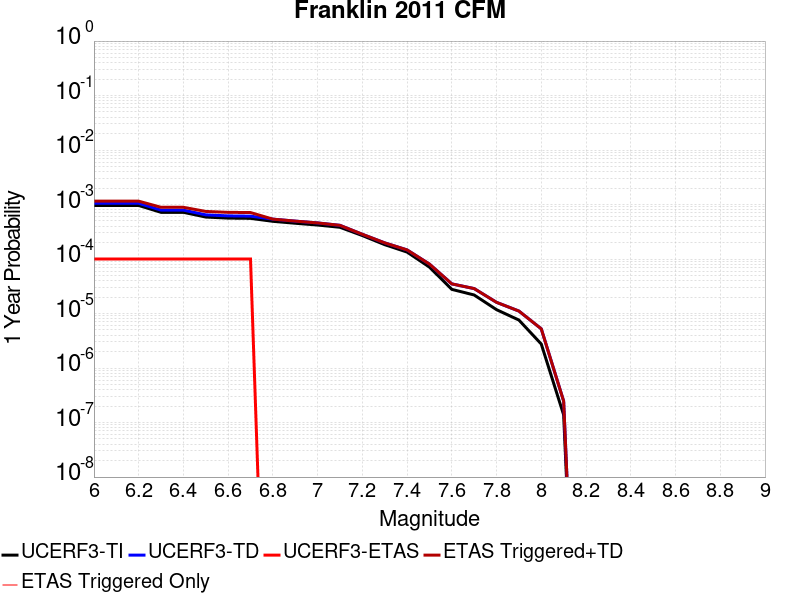 Franklin 2011 CFM
10^0
10^-1
10^-2
10^-3
10^-4
10^-5
10^-6
10^-7
10^-8
1 Year Probability
6 6.2 6.4 6.6 6.8 7 7.2 7.4 7.6 7.8 8 8.2 8.4 8.6 8.8 9
Magnitude
UCERF3-TI UCERF3-TD UCERF3-ETAS ETAS Triggered+TD
ETAS Triggered Only